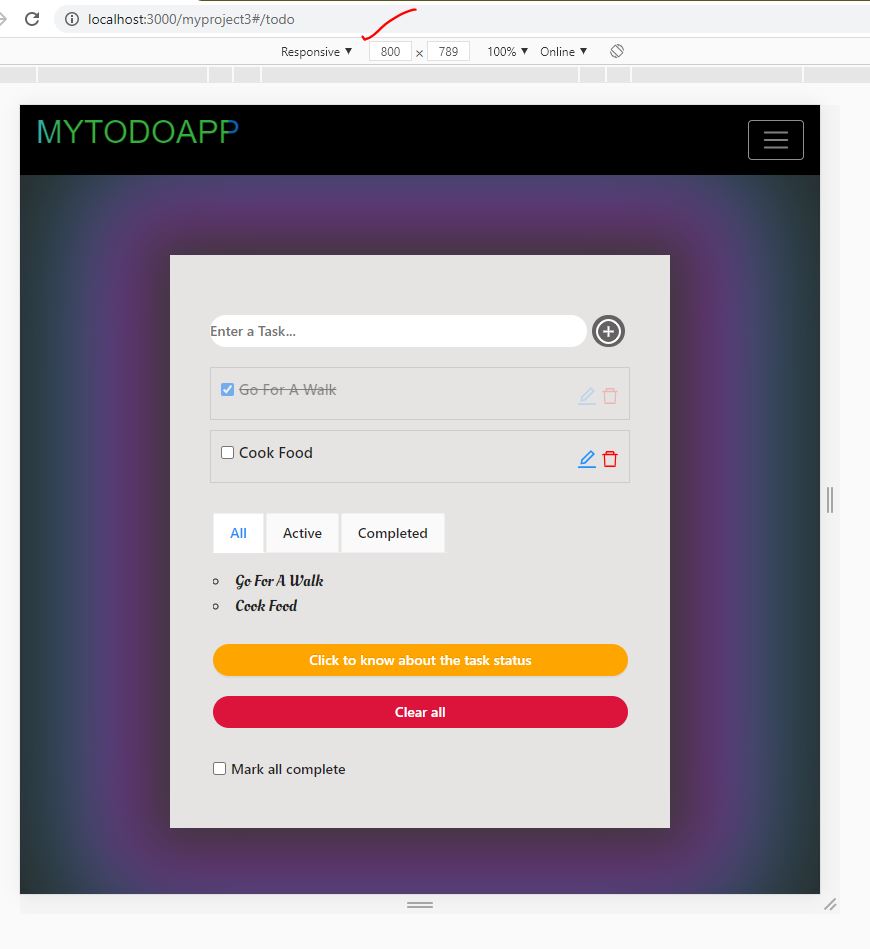 localhost:3000/myproject3#/todo
Responsive ▼ 800 × 789 100% ▼ Online ▼
MYTODOAPP
Enter a Task...
Go For A Walk
Cook Food
All Active Completed
Go For A Walk
Cook Food
Click to know about the task status
Clear all
Mark all complete